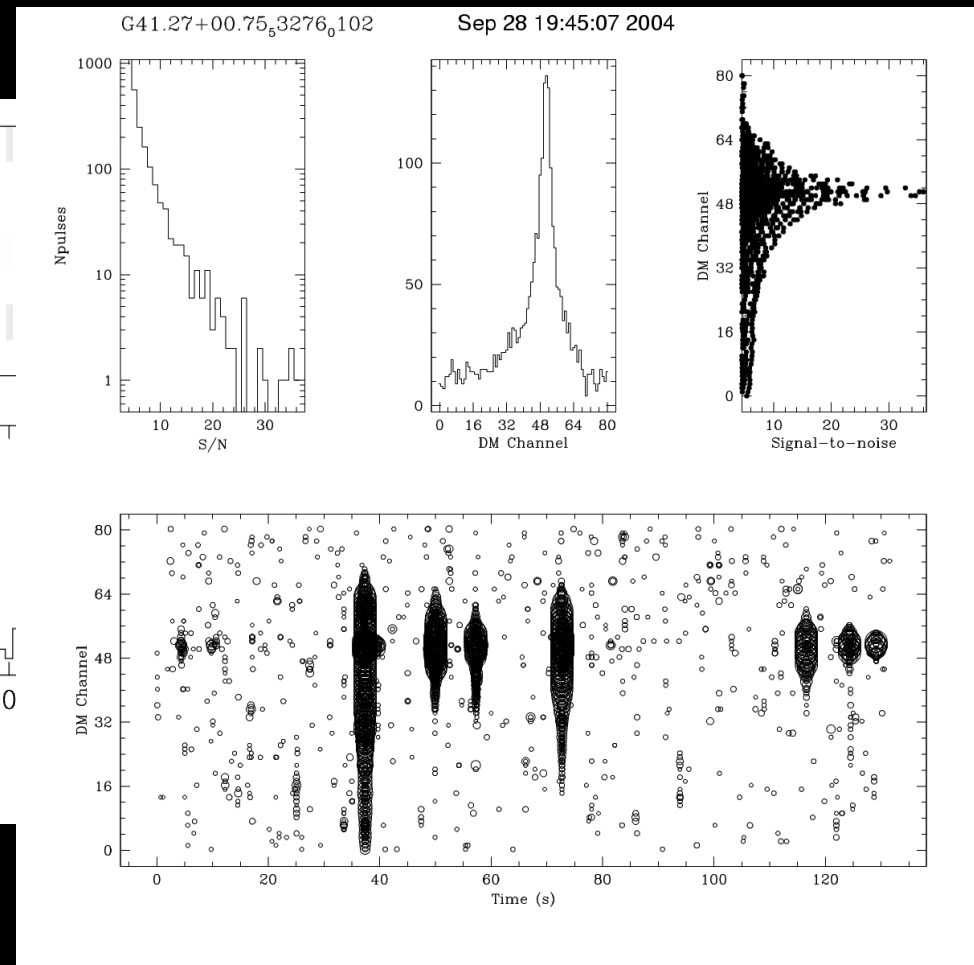 G41.27+00.75₅3276₀102 Sep 28 19:45:07 2004
1000
100
10
1
Npulses
10 20 30
S/N
100
50
0
0 16 32 48 64 80
DM Channel
80
64
48
32
16
0
DM Channel
10 20 30
Signal-to-noise
80
64
48
32
16
0
DM Channel
0 20 40 60 80 100 120
Time (s)
0